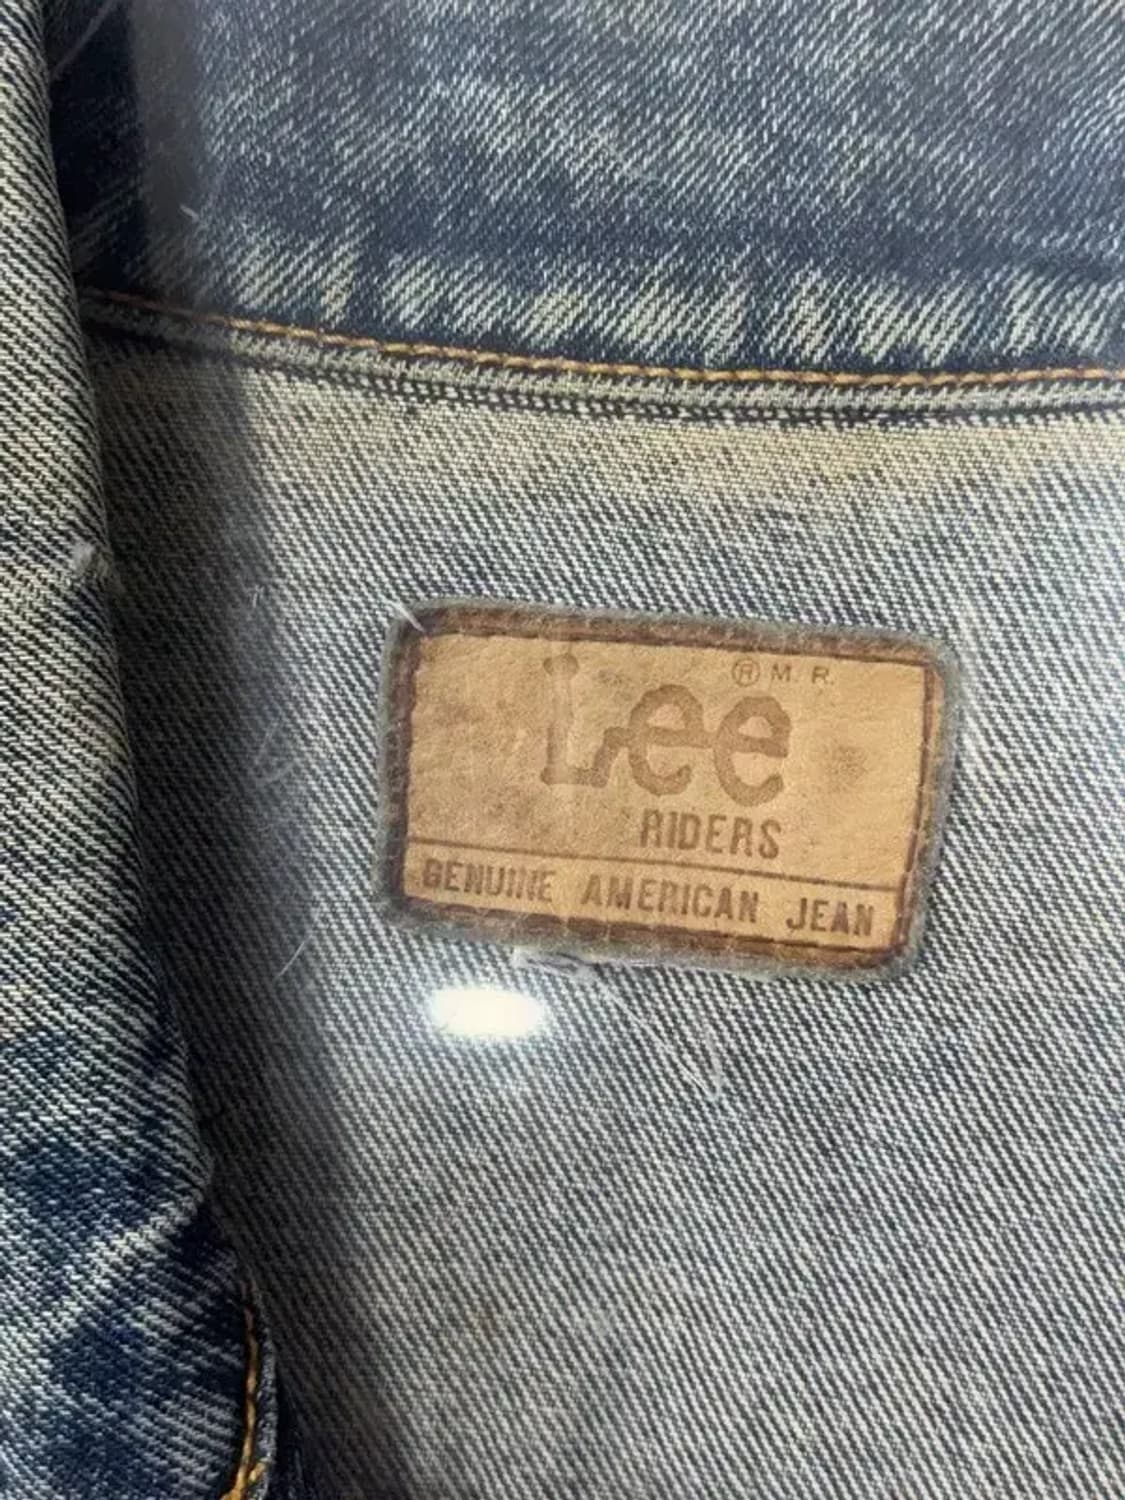 ® M. R.
Lee
RIDERS
GENUINE AMERICAN JEAN